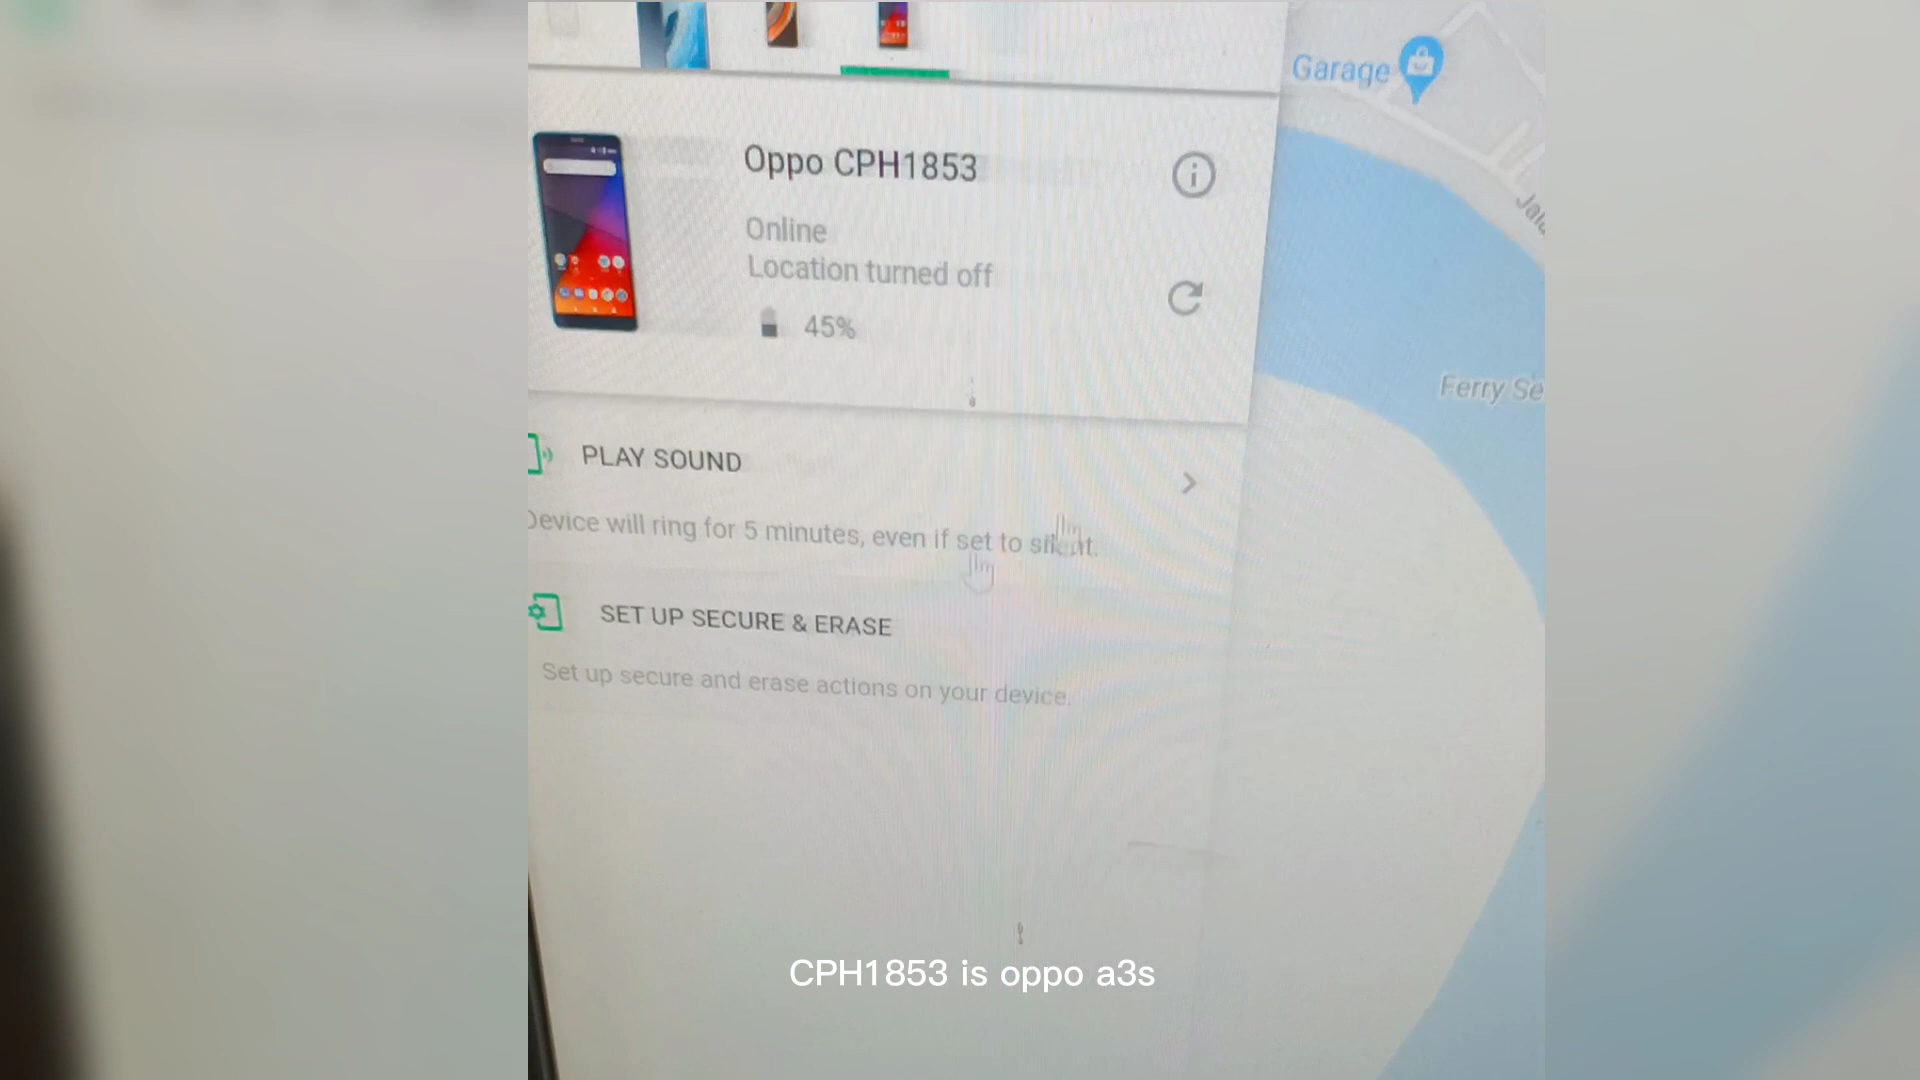 Garage
Oppo CPH1853
Online
Location turned off
45%
Ferry Se
PLAY SOUND
Device will ring for 5 minutes, even if set to silent.
SET UP SECURE & ERASE
Set up secure and erase actions on your device.
CPH1853 is oppo a3s